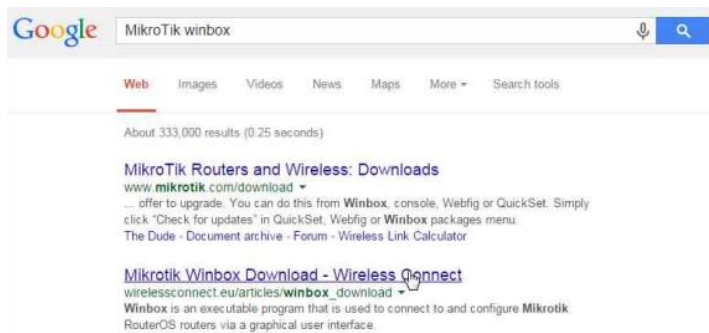 Google MikroTik winbox
Web Images Videos News Maps More Search tools
About 333,000 results (0.25 seconds)
MikroTik Routers and Wireless: Downloads
www.mikrotik.com/download
... offer to upgrade. You can do this from Winbox, console, Webfig or QuickSet. Simply
click "Check for updates" in QuickSet, Webfig or Winbox packages menu.
The Dude - Document archive - Forum - Wireless Link Calculator
Mikrotik Winbox Download - Wireless Connect
wirelessconnect.eu/articles/winbox_download
Winbox is an executable program that is used to connect to and configure Mikrotik
RouterOS routers via a graphical user interface.